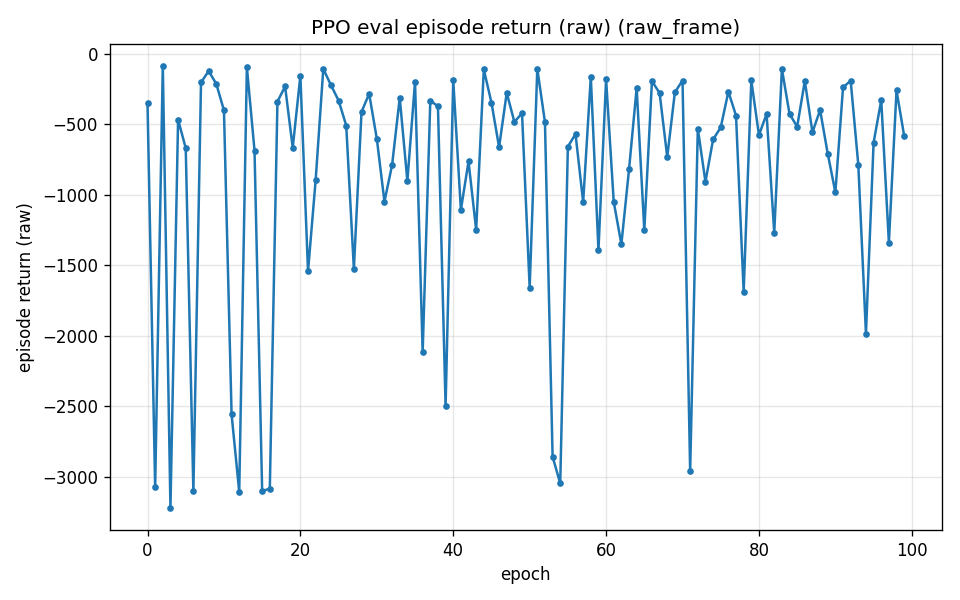 PPO eval episode return (raw) (raw_frame)
0
−500
−1000
−1500
−2000
−2500
−3000
episode return (raw)
0 20 40 60 80 100
epoch